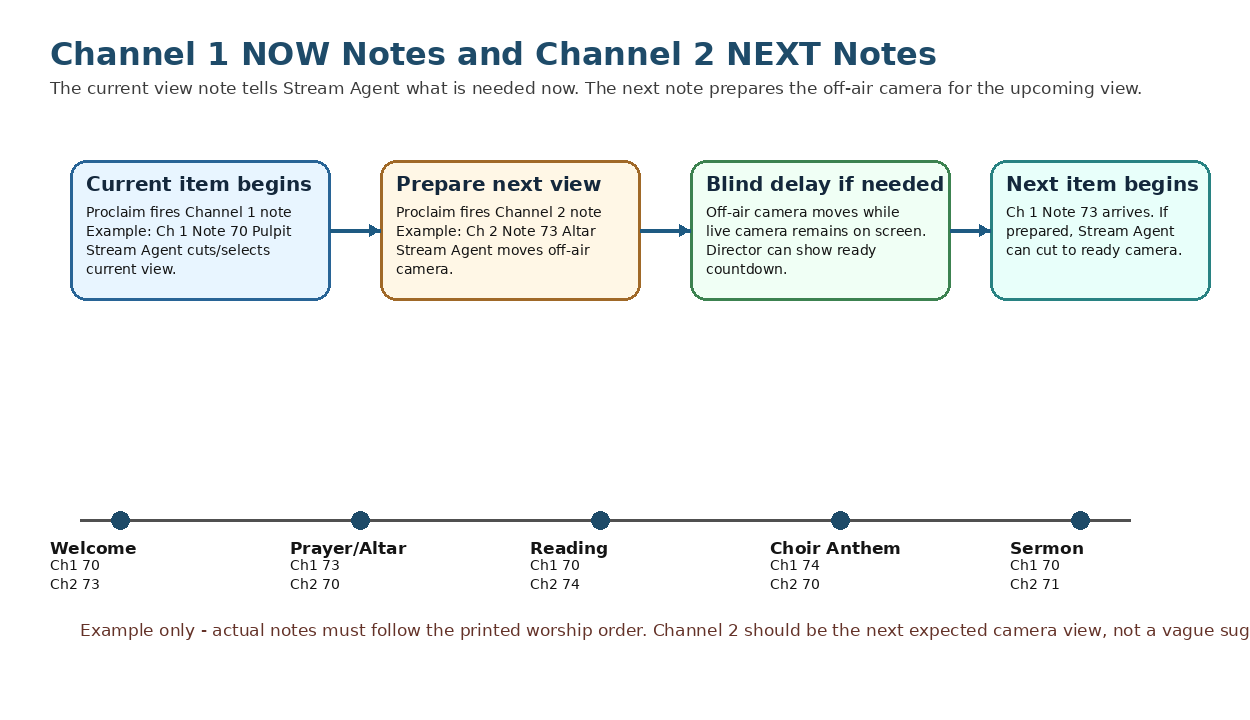 Channel 1 NOW Notes and Channel 2 NEXT Notes
The current view note tells Stream Agent what is needed now. The next note prepares the off-air camera for the upcoming view.
Current item begins
Proclaim fires Channel 1 note
Example: Ch 1 Note 70 Pulpit
Stream Agent cuts/selects
current view.
Prepare next view
Proclaim fires Channel 2 note
Example: Ch 2 Note 73 Altar
Stream Agent moves off-air
camera.
Blind delay if needed
Off-air camera moves while
live camera remains on screen.
Director can show ready
countdown.
Next item begins
Ch 1 Note 73 arrives. If
prepared, Stream Agent
can cut to ready camera.
Welcome
Ch1 70
Ch2 73
Prayer/Altar
Ch1 73
Ch2 70
Reading
Ch1 70
Ch2 74
Choir Anthem
Ch1 74
Ch2 70
Sermon
Ch1 70
Ch2 71
Example only - actual notes must follow the printed worship order. Channel 2 should be the next expected camera view, not a vague sug